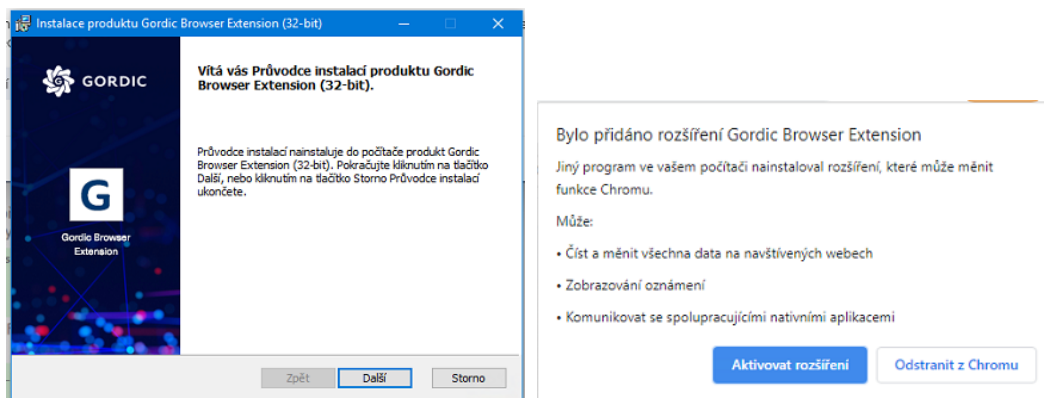 Instalace produktu Gordic Browser Extension (32-bit)
GORDIC
G
Gordic Browser
Extension
Vítá vás Průvodce instalací produktu Gordic
Browser Extension (32-bit).
Průvodce instalací nainstaluje do počítače produkt Gordic
Browser Extension (32-bit). Pokračujte kliknutím na tlačítko
Další, nebo kliknutím na tlačítko Storno Průvodce instalací
ukončete.
Zpět
Další
Storno
Bylo přidáno rozšíření Gordic Browser Extension
Jiný program ve vašem počítači nainstaloval rozšíření, které může měnit
funkce Chromu.
Může:
• Číst a měnit všechna data na navštívených webech
• Zobrazování oznámení
• Komunikovat se spolupracujícími nativními aplikacemi
Aktivovat rozšíření
Odstranit z Chromu